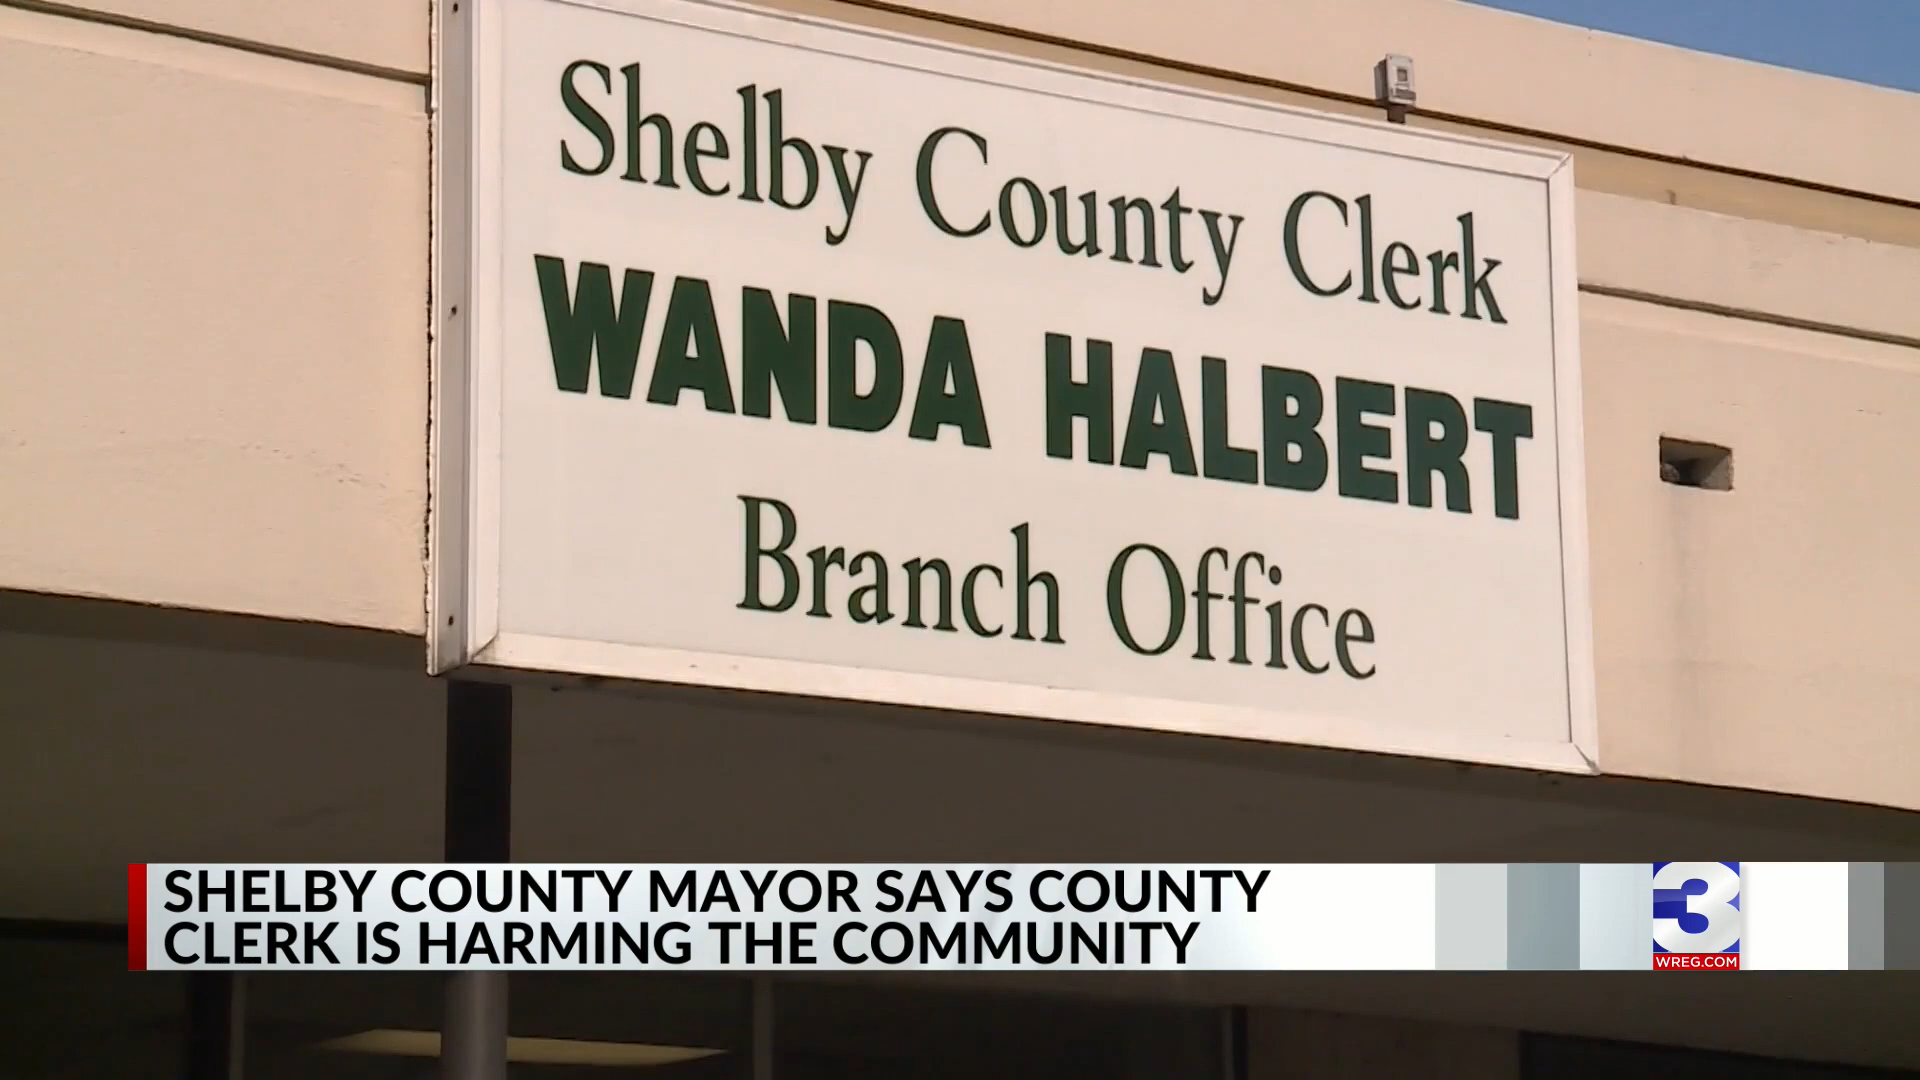 Shelby County Clerk
WANDA HALBERT
Branch Office
SHELBY COUNTY MAYOR SAYS COUNTY
CLERK IS HARMING THE COMMUNITY
3
WREG.COM